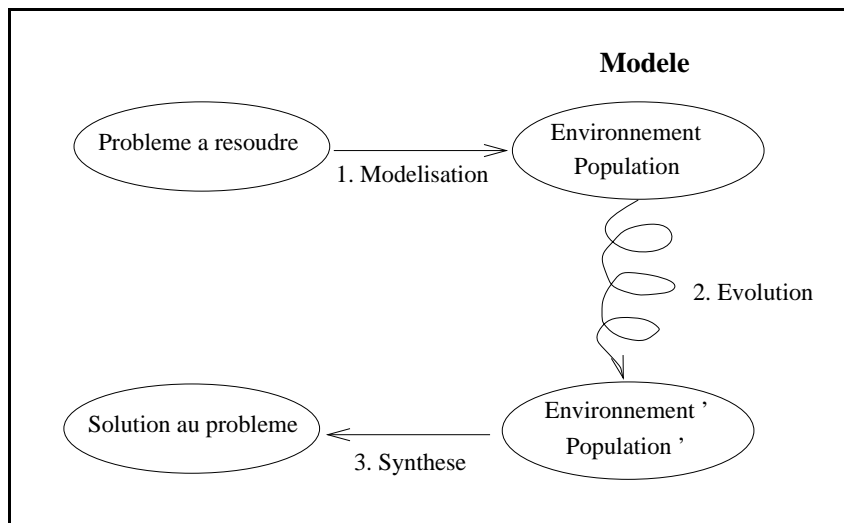 Modele
Probleme a resoudre
1. Modelisation
Environnement
Population
2. Evolution
Environnement ’
Population ’
3. Synthese
Solution au probleme